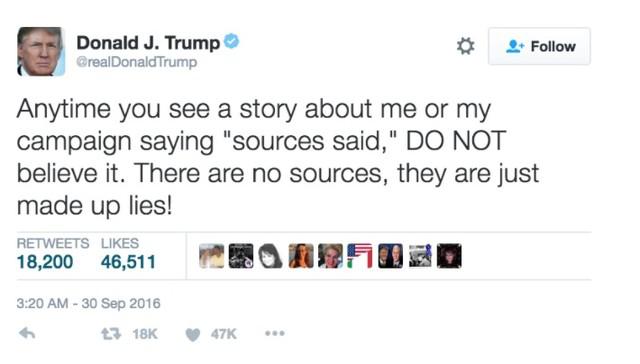 Donald J. Trump
@realDonaldTrump
Follow
Anytime you see a story about me or my
campaign saying "sources said," DO NOT
believe it. There are no sources, they are just
made up lies!
RETWEETS LIKES
18,200 46,511
3:20 AM - 30 Sep 2016
18K 47K